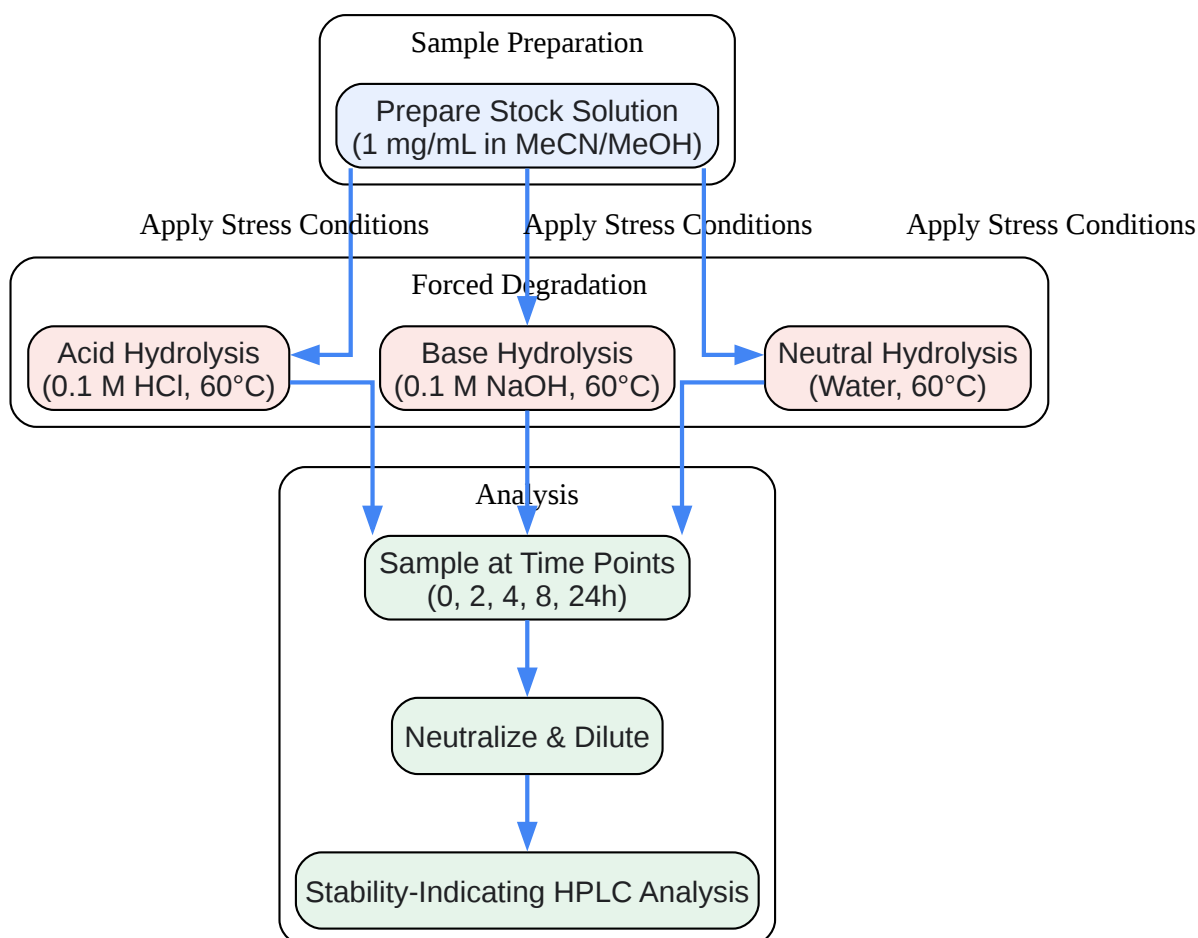 Sample Preparation
Prepare Stock Solution
(1 mg/mL in MeCN/MeOH)
Apply Stress Conditions
Apply Stress Conditions
Apply Stress Conditions
Forced Degradation
Acid Hydrolysis
(0.1 M HCl, 60°C)
Base Hydrolysis
(0.1 M NaOH, 60°C)
Neutral Hydrolysis
(Water, 60°C)
Analysis
Sample at Time Points
(0, 2, 4, 8, 24h)
Neutralize & Dilute
Stability-Indicating HPLC Analysis